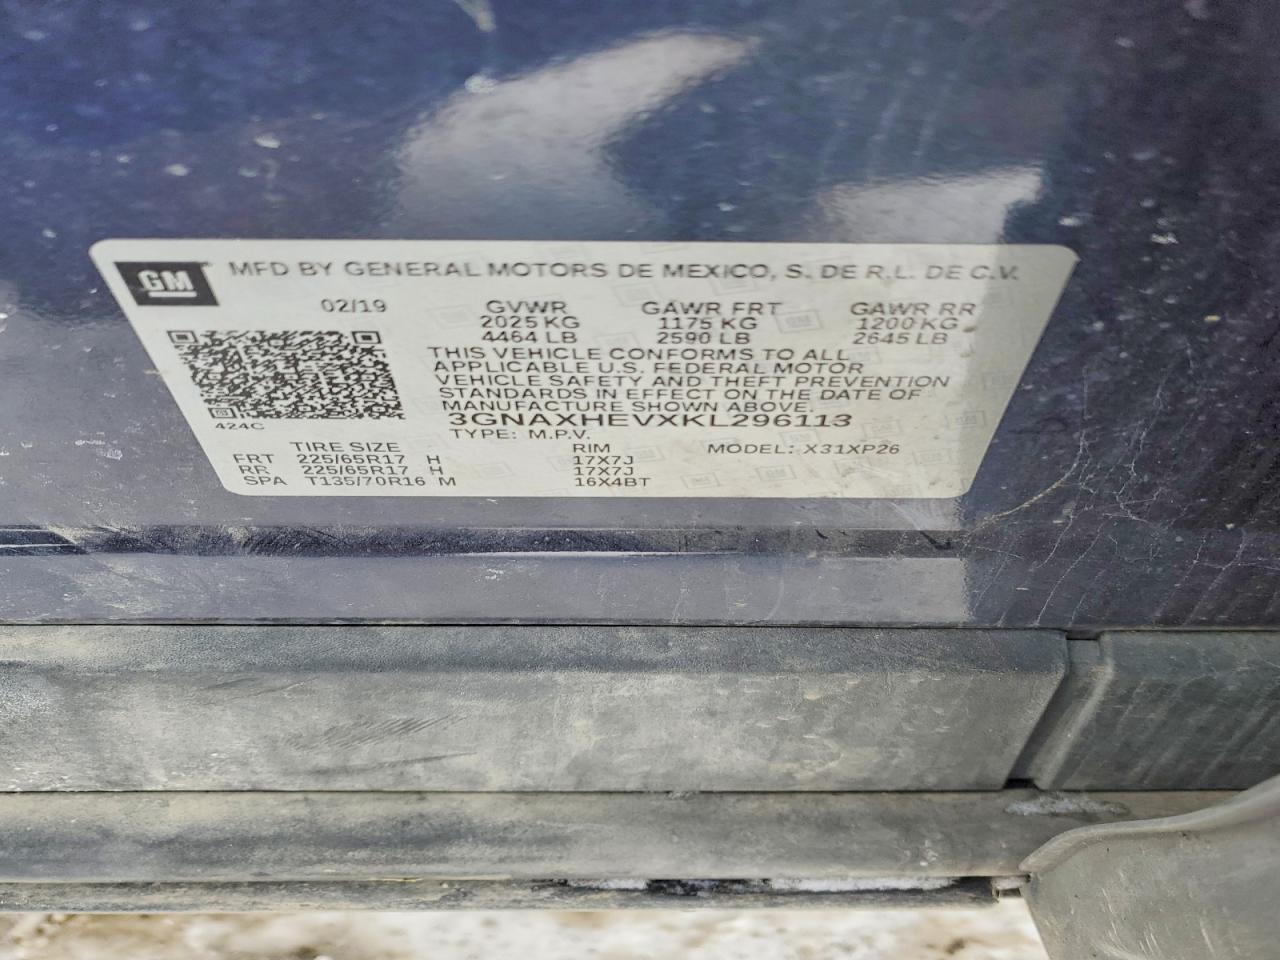 GM MFD BY GENERAL MOTORS DE MEXICO, S. DE R.L. DE C.V.
02/19 GVWR GAWR FRT GAWR RR
2025 KG 1175 KG 1200 KG
4464 LB 2590 LB 2645 LB
THIS VEHICLE CONFORMS TO ALL
APPLICABLE U.S. FEDERAL MOTOR
VEHICLE SAFETY AND THEFT PREVENTION
STANDARDS IN EFFECT ON THE DATE OF
MANUFACTURE SHOWN ABOVE.
424C 3GNAXHEVXKL296113
TYPE: M.P.V.
TIRE SIZE RIM MODEL: X31XP26
FRT 225/65R17 H 17X7J
RR 225/65R17 H 17X7J
SPA T135/70R16 M 16X4BT